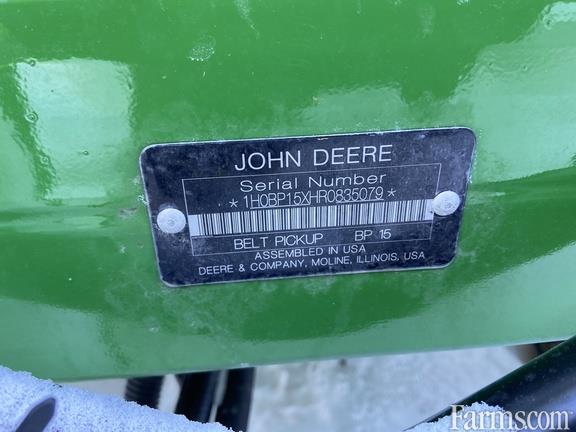 JOHN DEERE
Serial Number
*1H0BP15XHR0835079*
BELT PICKUP BP 15
ASSEMBLED IN USA
DEERE & COMPANY, MOLINE, ILLINOIS, USA
Farms.com